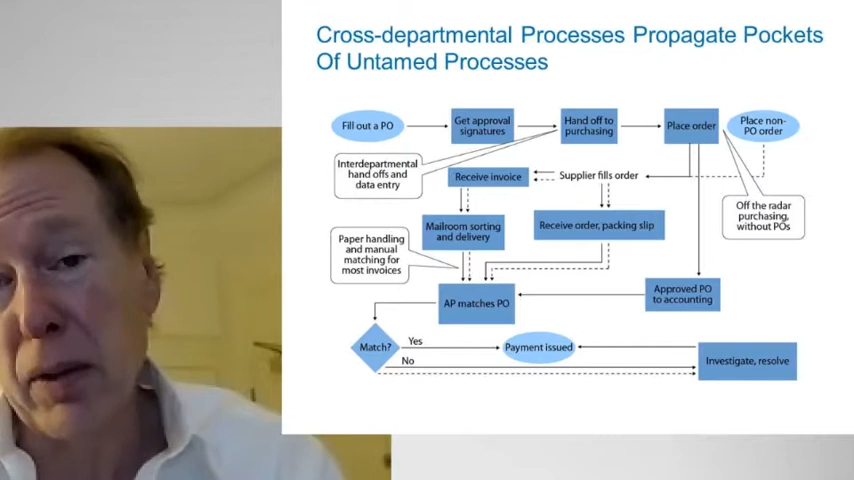 Cross-departmental Processes Propagate Pockets
Of Untamed Processes
Fill out a PO
Get approval
signatures
Hand off to
purchasing
Place order
Place non-
PO order
Interdepartmental
hand offs and
data entry
Receive invoice
Supplier fills order
Off the radar
purchasing,
without POs
Mailroom sorting
and delivery
Receive order, packing slip
Paper handling
and manual
matching for
most invoices
AP matches PO
Approved PO
to accounting
Match?
Yes
No
Payment issued
Investigate, resolve